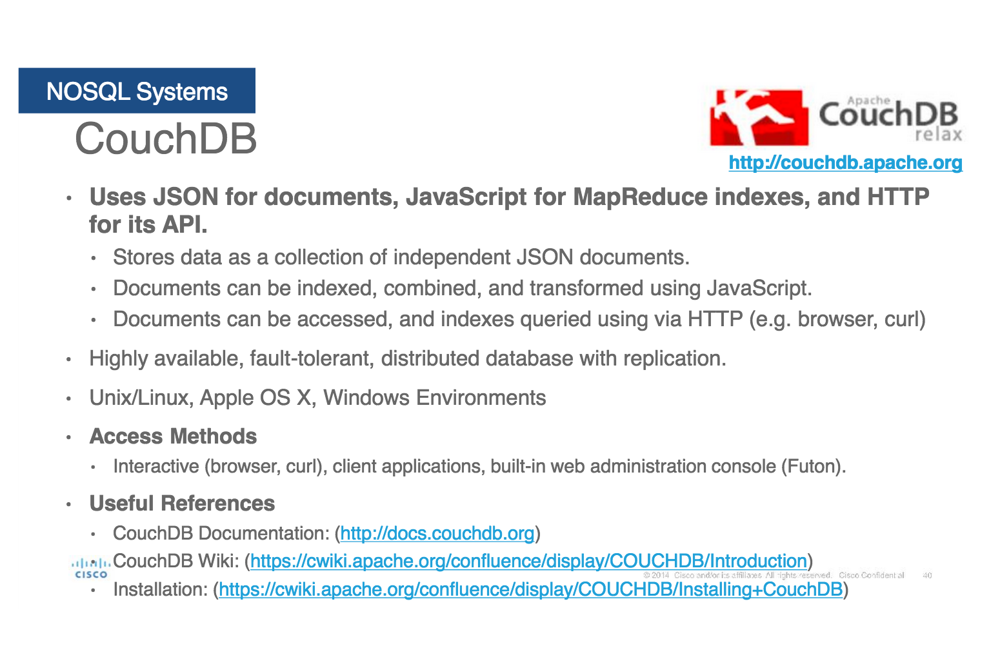 NOSQL Systems
CouchDB
Apache
CouchDB
relax
http://couchdb.apache.org
• Uses JSON for documents, JavaScript for MapReduce indexes, and HTTP
for its API.
• Stores data as a collection of independent JSON documents.
• Documents can be indexed, combined, and transformed using JavaScript.
• Documents can be accessed, and indexes queried using via HTTP (e.g. browser, curl)
• Highly available, fault-tolerant, distributed database with replication.
• Unix/Linux, Apple OS X, Windows Environments
• Access Methods
• Interactive (browser, curl), client applications, built-in web administration console (Futon).
• Useful References
• CouchDB Documentation: (http://docs.couchdb.org)
• CouchDB Wiki: (https://cwiki.apache.org/confluence/display/COUCHDB/Introduction)
CISCO
© 2014 Cisco and/or its affiliates. All rights reserved. Cisco Confidential 40
• Installation: (https://cwiki.apache.org/confluence/display/COUCHDB/Installing+CouchDB)